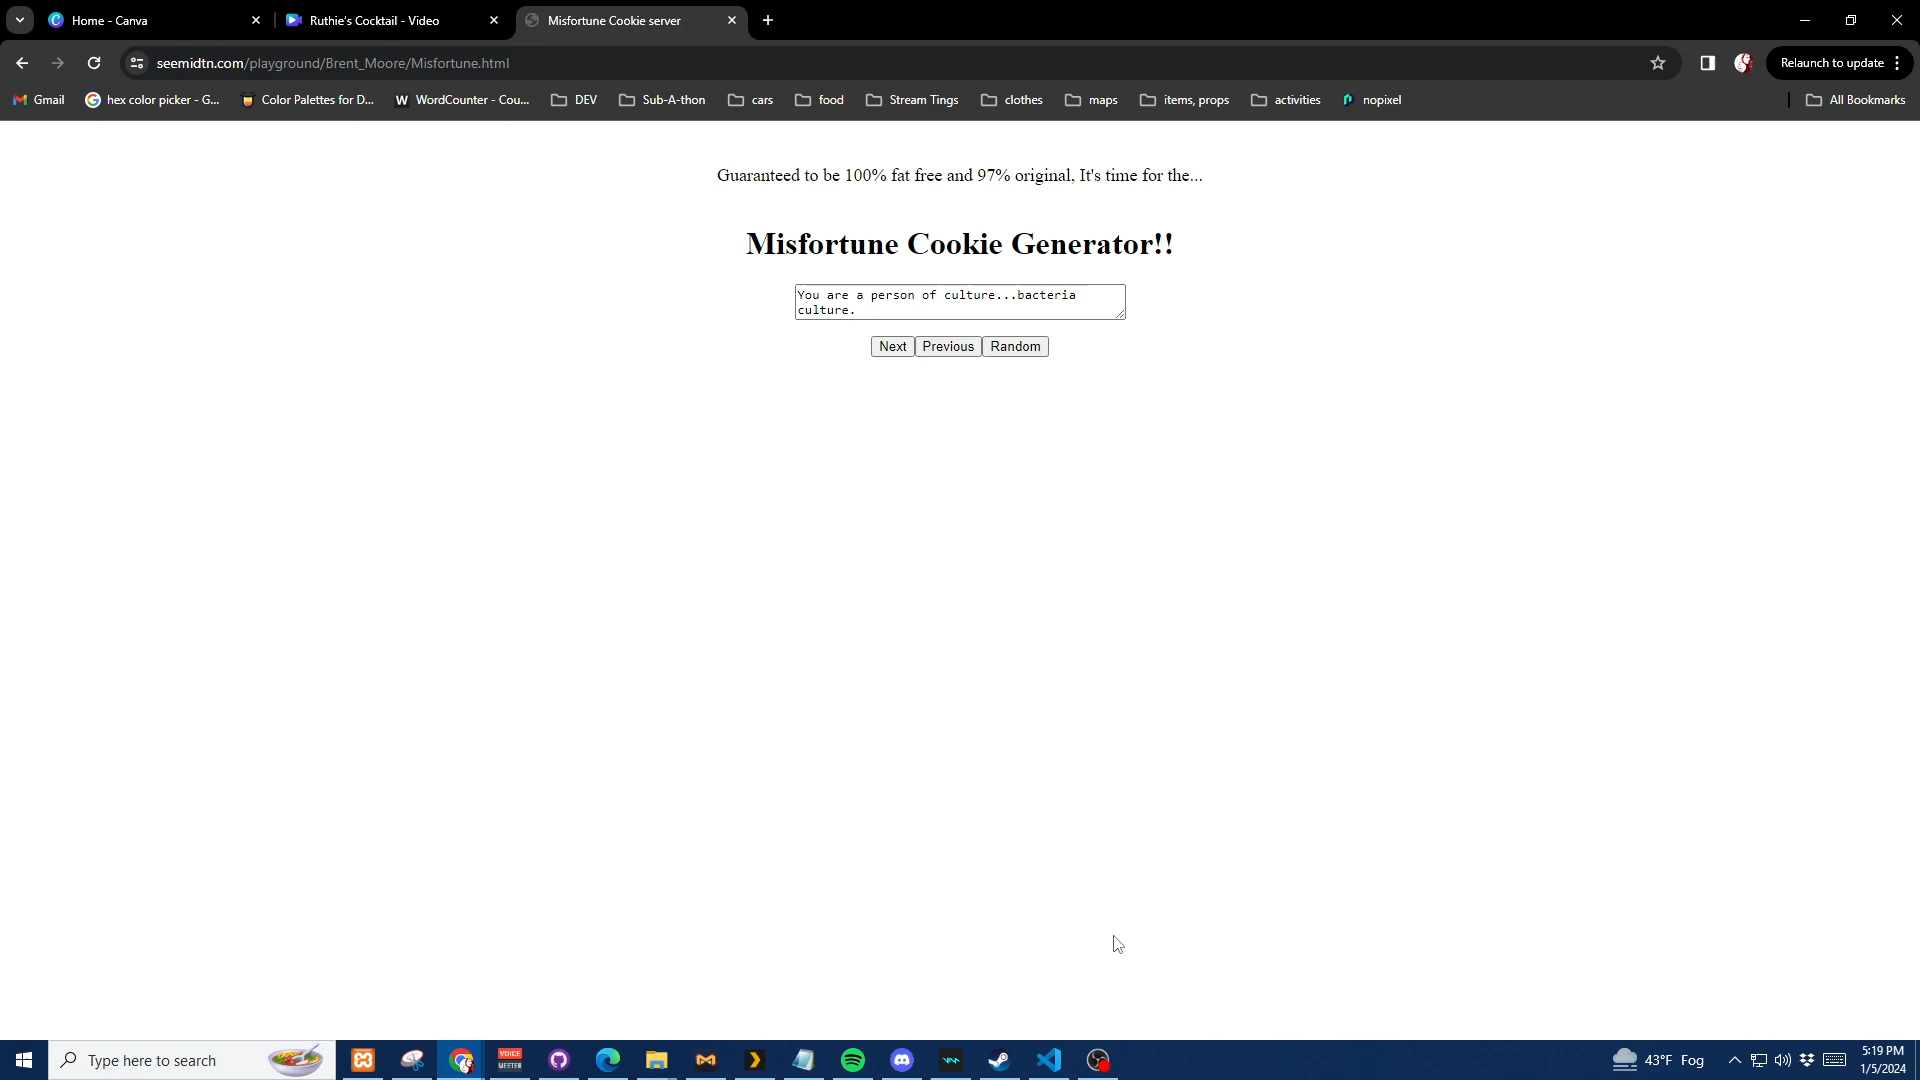 Home - Canva
Ruthie's Cocktail - Video
Misfortune Cookie server
seemidtn.com/playground/Brent_Moore/Misfortune.html
Relaunch to update
Gmail
hex color picker - G...
Color Palettes for D...
W WordCounter - Cou...
DEV
Sub-A-thon
cars
food
Stream Tings
clothes
maps
items, props
activities
nopixel
All Bookmarks
Guaranteed to be 100% fat free and 97% original, It's time for the...
Misfortune Cookie Generator!!
You are a person of culture...bacteria
culture.
Next
Previous
Random
Type here to search
VOICE
MEETER
43°F Fog
5:19 PM
1/5/2024